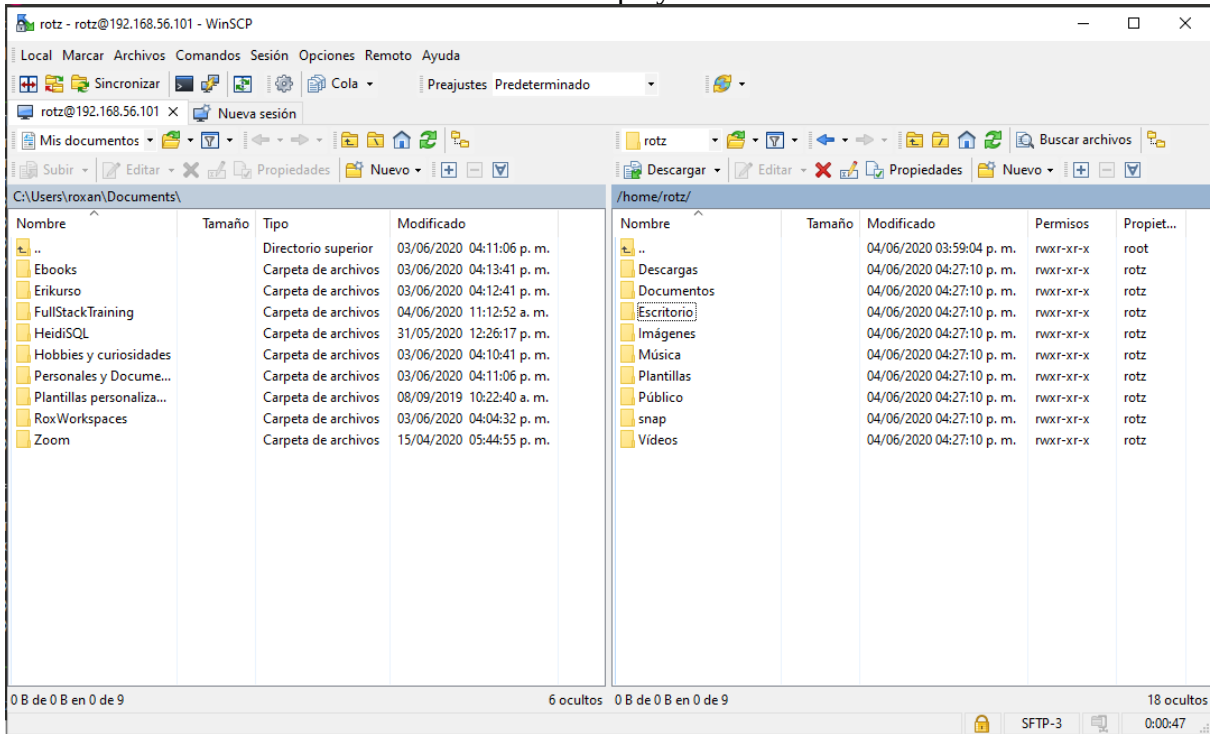 rotz - rotz@192.168.56.101 - WinSCP
Local Marcar Archivos Comandos Sesión Opciones Remoto Ayuda
Sincronizar Cola Preajustes Predeterminado
rotz@192.168.56.101 Nueva sesión
Mis documentos
Subir Editar Propiedades Nuevo
C:\Users\roxan\Documents\
Nombre Tamaño Tipo Modificado
.. Directorio superior 03/06/2020 04:11:06 p. m.
Ebooks Carpeta de archivos 03/06/2020 04:13:41 p. m.
Erikurso Carpeta de archivos 03/06/2020 04:12:41 p. m.
FullStackTraining Carpeta de archivos 04/06/2020 11:12:52 a. m.
HeidiSQL Carpeta de archivos 31/05/2020 12:26:17 p. m.
Hobbies y curiosidades Carpeta de archivos 03/06/2020 04:10:41 p. m.
Personales y Docume... Carpeta de archivos 03/06/2020 04:11:06 p. m.
Plantillas personaliza... Carpeta de archivos 08/09/2019 10:22:40 a. m.
RoxWorkspaces Carpeta de archivos 03/06/2020 04:04:32 p. m.
Zoom Carpeta de archivos 15/04/2020 05:44:55 p. m.
0 B de 0 B en 0 de 9 6 ocultos
rotz Buscar archivos
Descargar Editar Propiedades Nuevo
/home/rotz/
Nombre Tamaño Modificado Permisos Propiet...
.. 04/06/2020 03:59:04 p. m. rwxr-xr-x root
Descargas 04/06/2020 04:27:10 p. m. rwxr-xr-x rotz
Documentos 04/06/2020 04:27:10 p. m. rwxr-xr-x rotz
Escritorio 04/06/2020 04:27:10 p. m. rwxr-xr-x rotz
Imágenes 04/06/2020 04:27:10 p. m. rwxr-xr-x rotz
Música 04/06/2020 04:27:10 p. m. rwxr-xr-x rotz
Plantillas 04/06/2020 04:27:10 p. m. rwxr-xr-x rotz
Público 04/06/2020 04:27:10 p. m. rwxr-xr-x rotz
snap 04/06/2020 04:27:10 p. m. rwxr-xr-x rotz
Vídeos 04/06/2020 04:27:10 p. m. rwxr-xr-x rotz
0 B de 0 B en 0 de 9 18 ocultos
SFTP-3 0:00:47